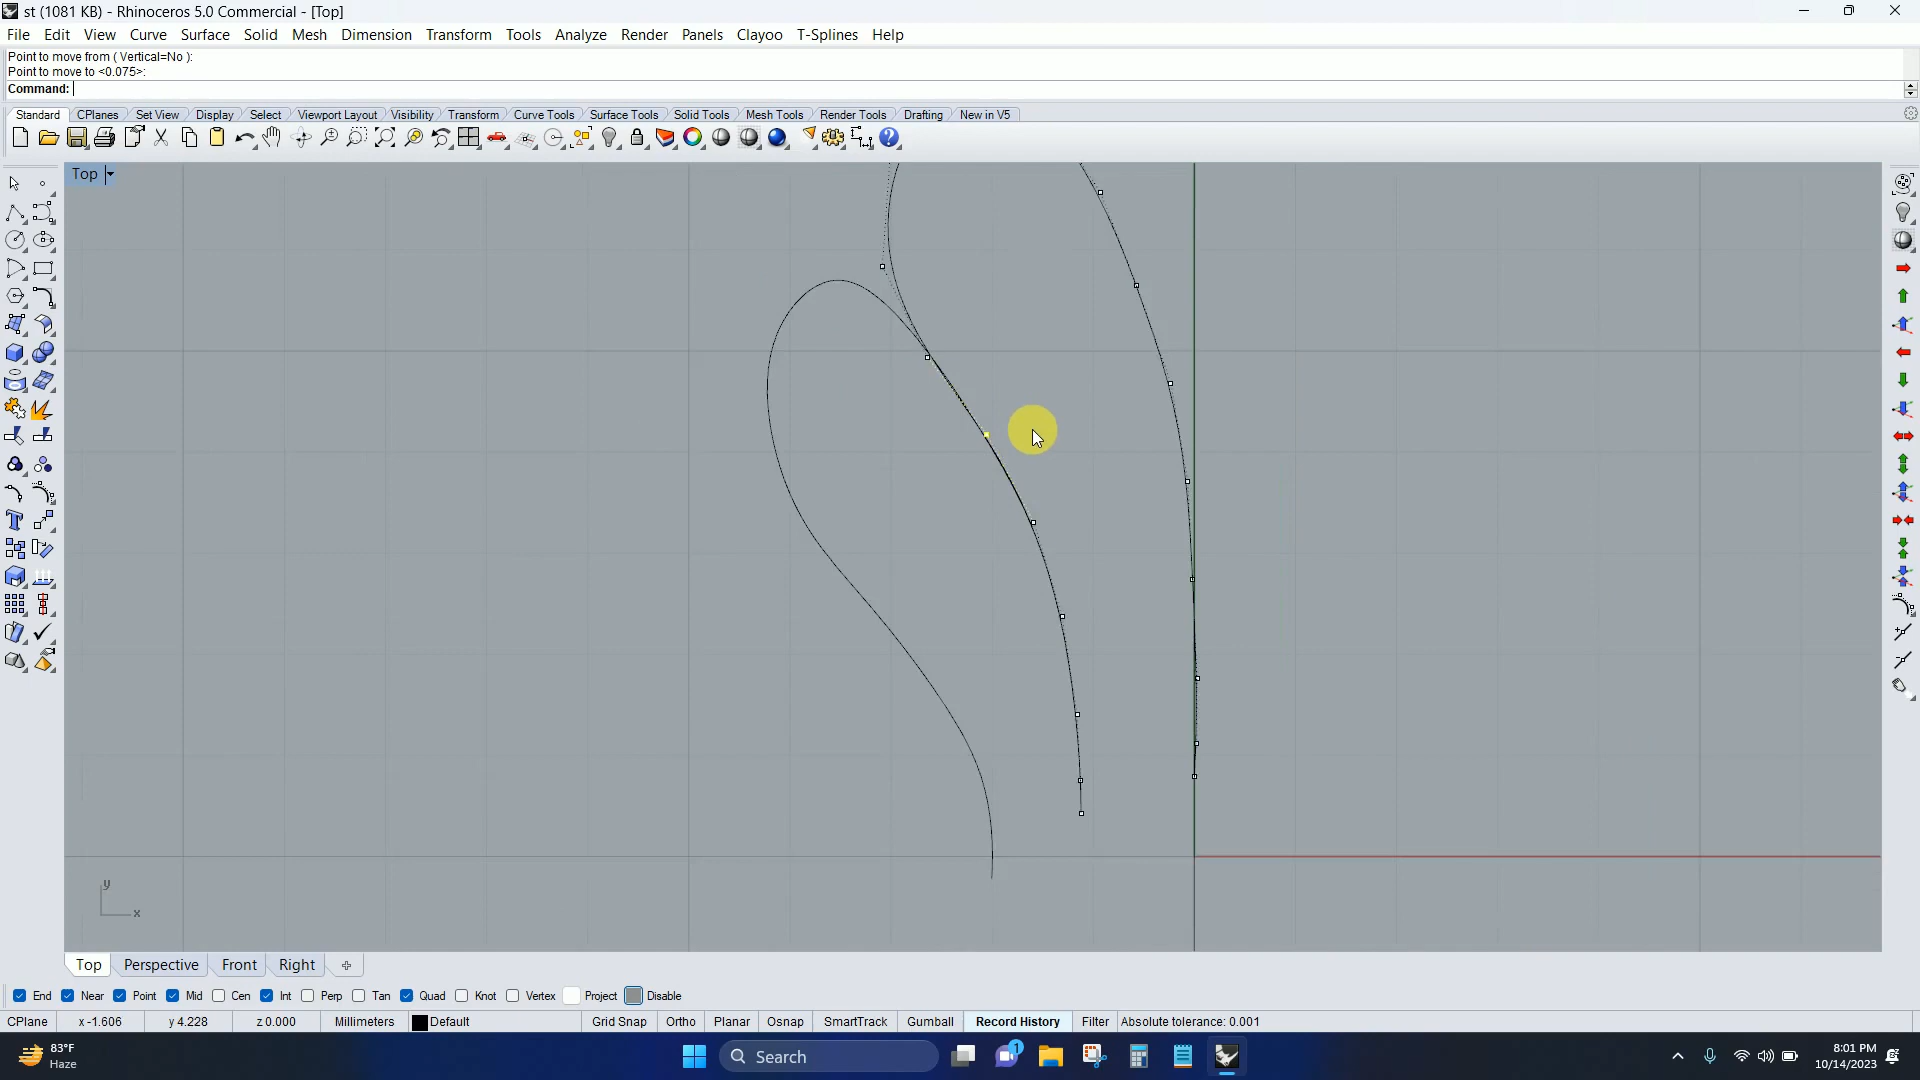 st (1081 KB) - Rhinoceros 5.0 Commercial - [Top]
File Edit View Curve Surface Solid Mesh Dimension Transform Tools Analyze Render Panels Clayoo T-Splines Help
Point to move from ( Vertical=No ):
Point to move to <0.075>:
Command:
Standard CPlanes Set View Display Select Viewport Layout Visibility Transform Curve Tools Surface Tools Solid Tools Mesh Tools Render Tools Drafting New in V5
Top
y
x
Top Perspective Front Right
End Near Point Mid Cen Int Perp Tan Quad Knot Vertex Project Disable
CPlane x -1.606 y 4.228 z 0.000 Millimeters Default Grid Snap Ortho Planar Osnap SmartTrack Gumball Record History Filter Absolute tolerance: 0.001
83°F
Haze
Search
1
8:01 PM
10/14/2023